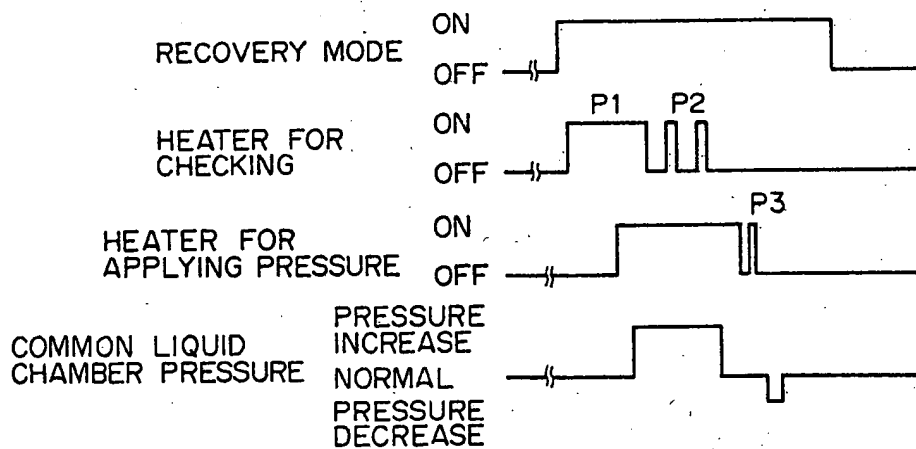 RECOVERY MODE
ON
OFF
HEATER FOR
CHECKING
ON
OFF
P1
P2
HEATER FOR
APPLYING PRESSURE
ON
OFF
P3
COMMON LIQUID
CHAMBER PRESSURE
PRESSURE
INCREASE
NORMAL
PRESSURE
DECREASE